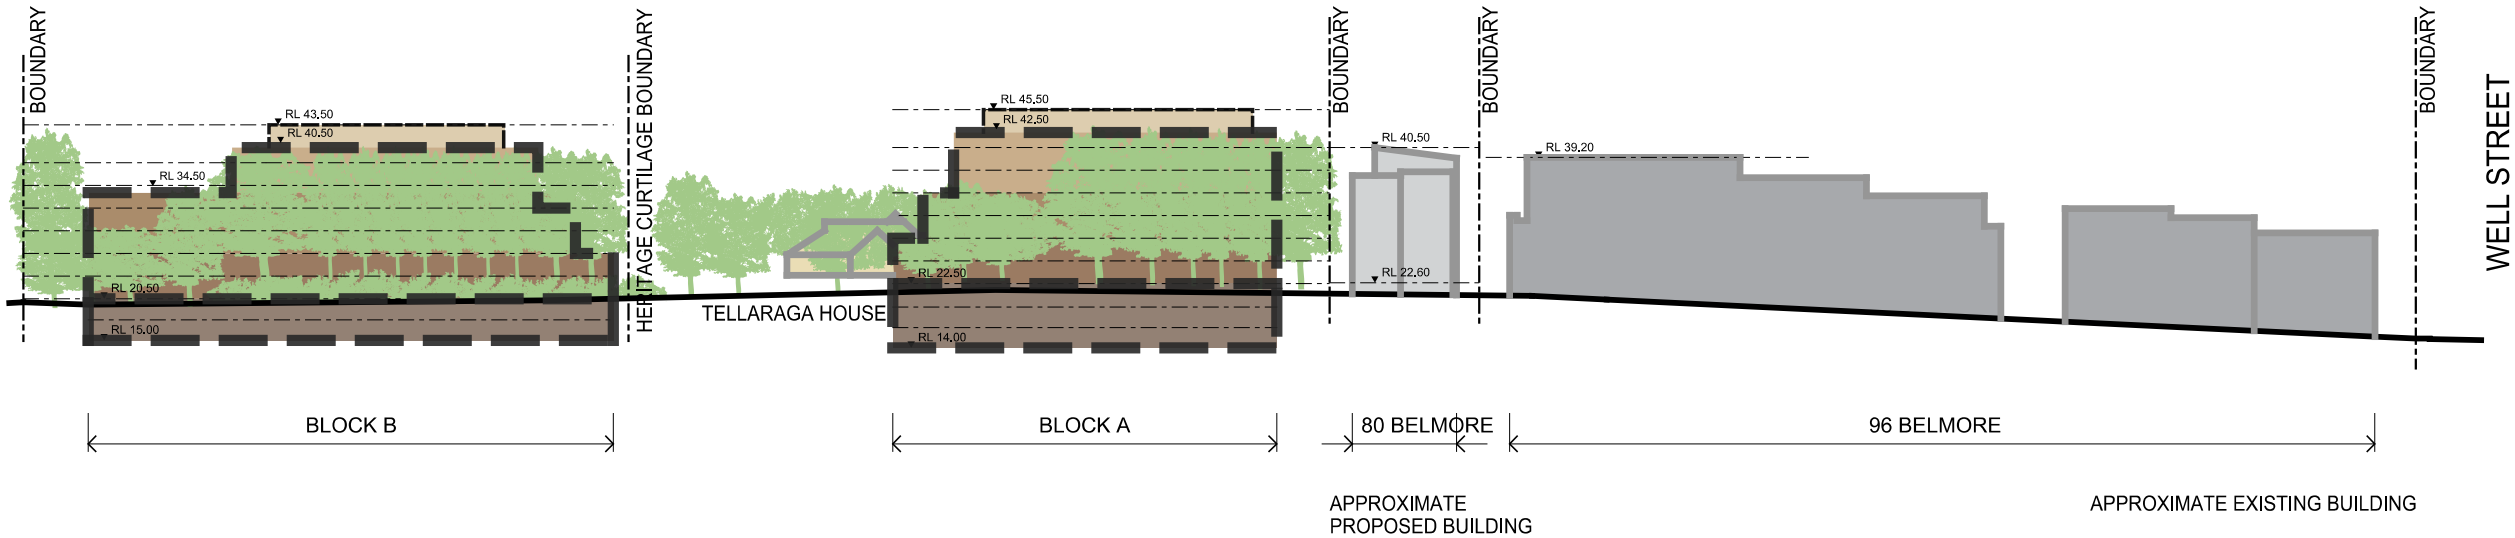 BOUNDARY
HERITAGE CURTILAGE BOUNDARY
BOUNDARY
BOUNDARY
BOUNDARY
WELL STREET
RL 43.50
RL 40.50
RL 34.50
RL 20.50
RL 15.00
RL 45.50
RL 42.50
RL 22.50
RL 14.00
RL 40.50
RL 22.60
RL 39.20
TELLARAGA HOUSE
BLOCK B
BLOCK A
80 BELMORE
96 BELMORE
APPROXIMATE
PROPOSED BUILDING
APPROXIMATE EXISTING BUILDING